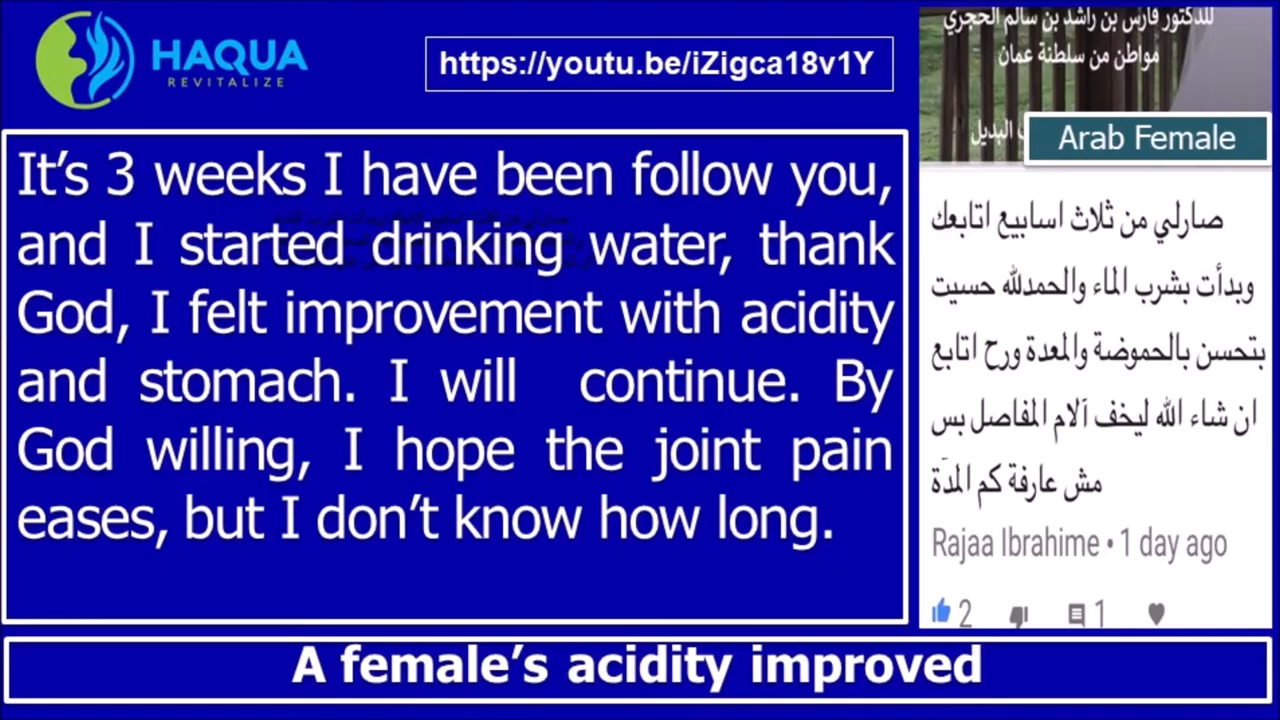 HAQUA
REVITALIZE
https://youtu.be/iZigca18v1Y
للدكتور فارس بن راشد بن سالم الحجري
مواطن من سلطنة عمان
البديل
Arab Female
It’s 3 weeks I have been follow you,
and I started drinking water, thank
God, I felt improvement with acidity
and stomach. I will continue. By
God willing, I hope the joint pain
eases, but I don’t know how long.
صارلي من ثلاث اسابيع اتابعك
وبدأت بشرب الماء والحمدلله حسيت
بتحسن بالحموضة والمعدة ورح اتابع
ان شاء الله ليخف آلام المفاصل بس
مش عارفة كم المدّة
Rajaa Ibrahime • 1 day ago
2 1
A female’s acidity improved